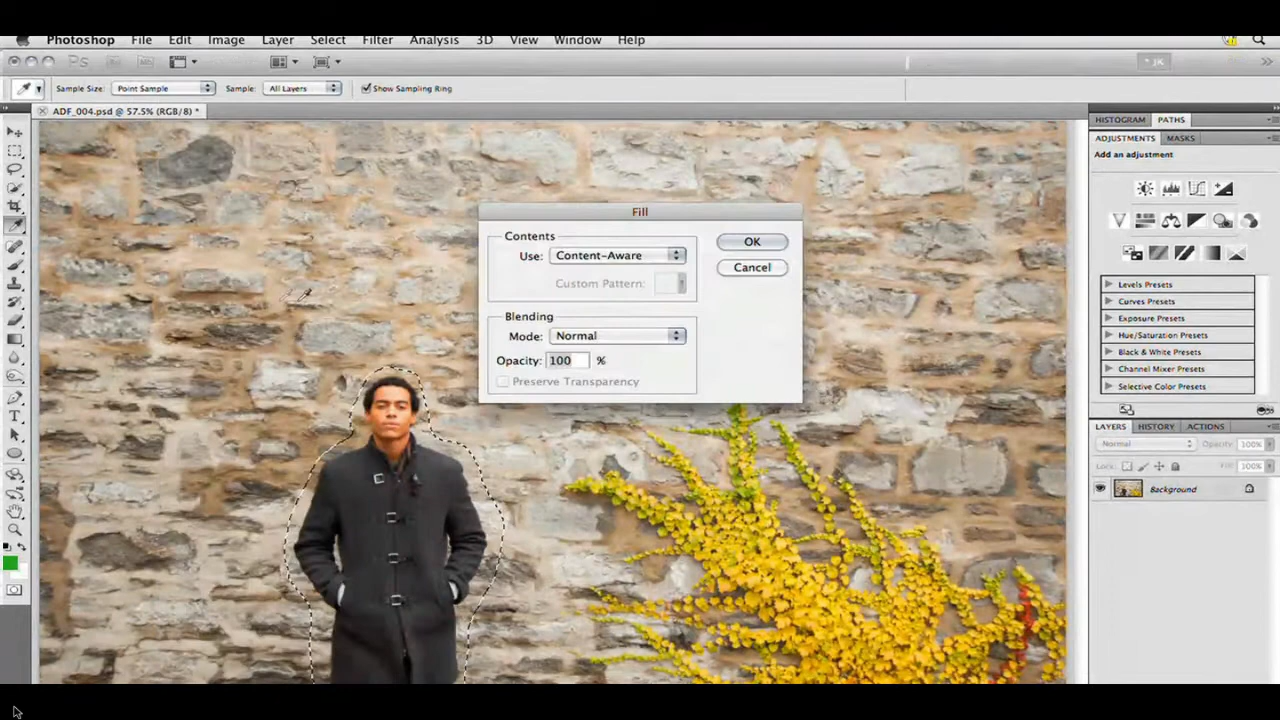 Photoshop File Edit Image Layer Select Filter Analysis 3D View Window Help
Ps Br Mb JK
Sample Size: Point Sample Sample: All Layers Show Sampling Ring
ADF_004.psd @ 57.5% (RGB/8) *
HISTOGRAM PATHS
ADJUSTMENTS MASKS
Add an adjustment
Levels Presets
Curves Presets
Exposure Presets
Hue/Saturation Presets
Black & White Presets
Channel Mixer Presets
Selective Color Presets
LAYERS HISTORY ACTIONS
Normal Opacity: 100%
Lock: Fill: 100%
Background
Fill
Contents
Use: Content-Aware
Custom Pattern:
Blending
Mode: Normal
Opacity: 100 %
Preserve Transparency
OK
Cancel